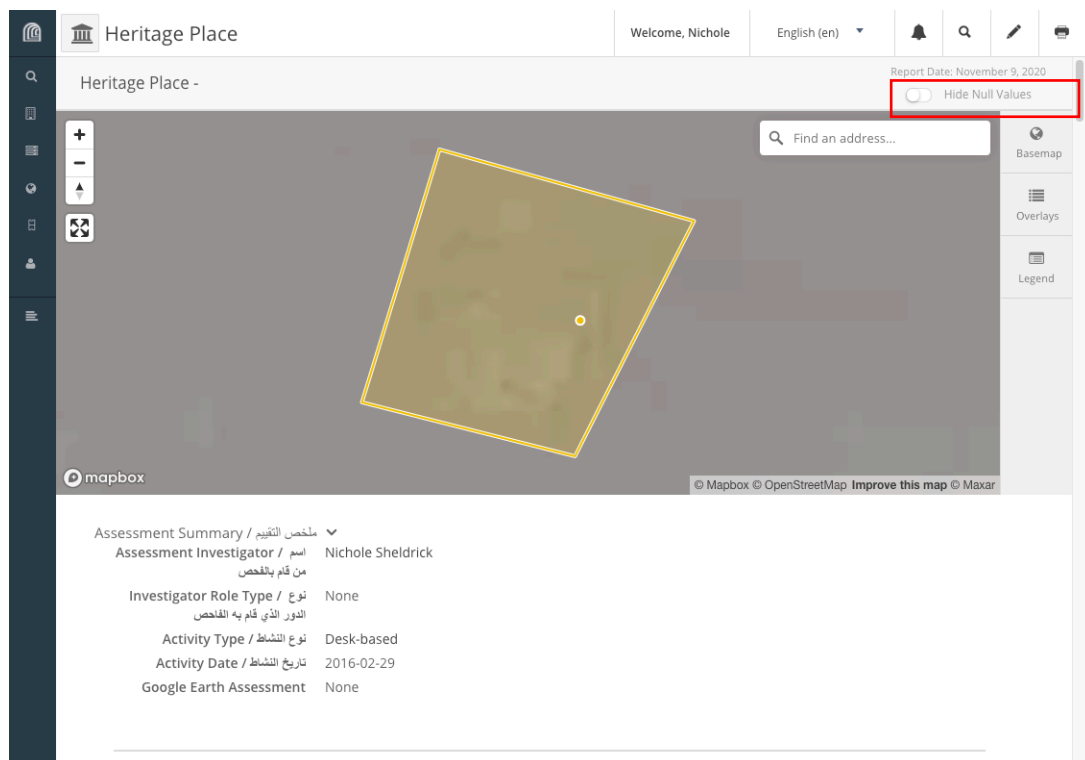 Heritage Place
Welcome, Nichole
English (en)
Heritage Place -
Report Date: November 9, 2020
Hide Null Values
Find an address...
Basemap
Overlays
Legend
mapbox
© Mapbox © OpenStreetMap Improve this map © Maxar
Assessment Summary / ملخص التقييم
Assessment Investigator / اسم Nichole Sheldrick
من قام بالفحص
Investigator Role Type / نوع None
الدور الذي قام به الفاحص
Activity Type / نوع النشاط Desk-based
Activity Date / تاريخ النشاط 2016-02-29
Google Earth Assessment None